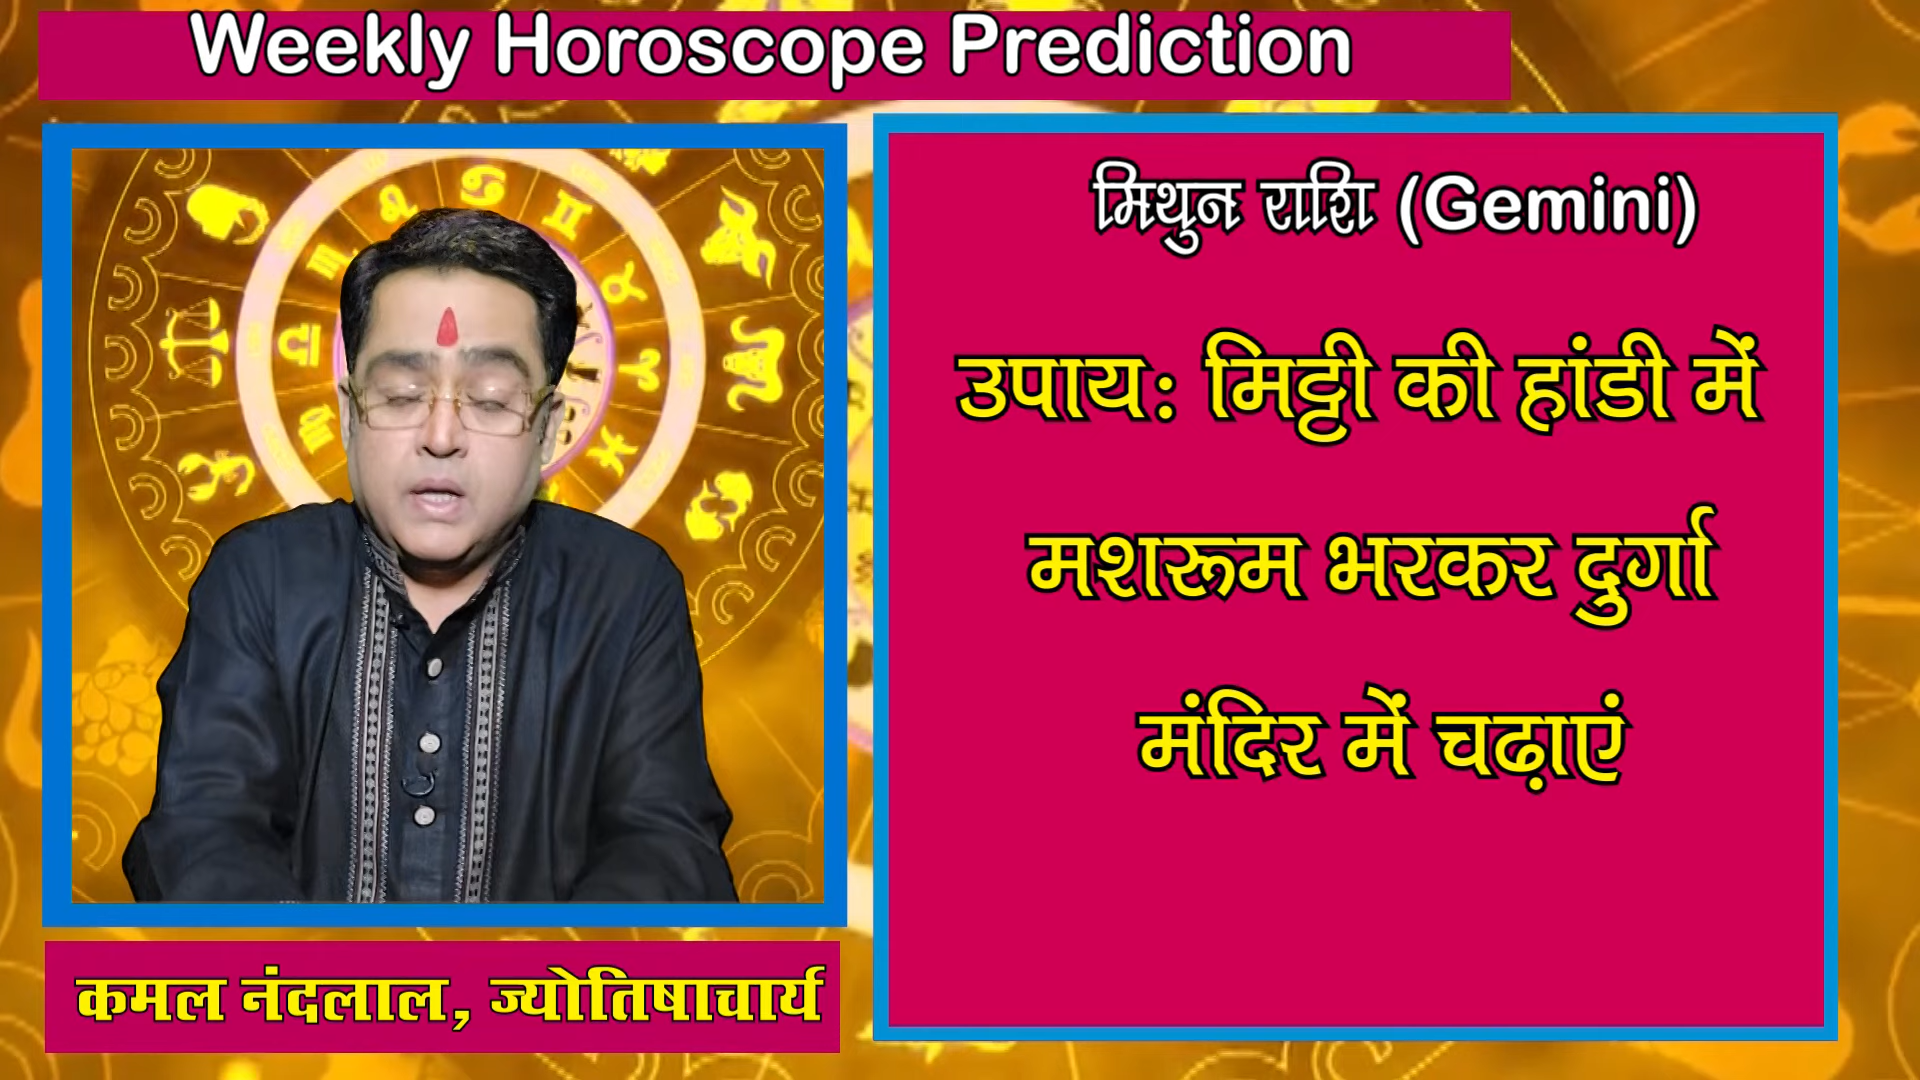 Weekly Horoscope Prediction
मिथुन राशि (Gemini)
उपाय: मिट्टी की हांडी में
मशरूम भरकर दुर्गा
मंदिर में चढ़ाएं
कमल नंदलाल, ज्योतिषाचार्य